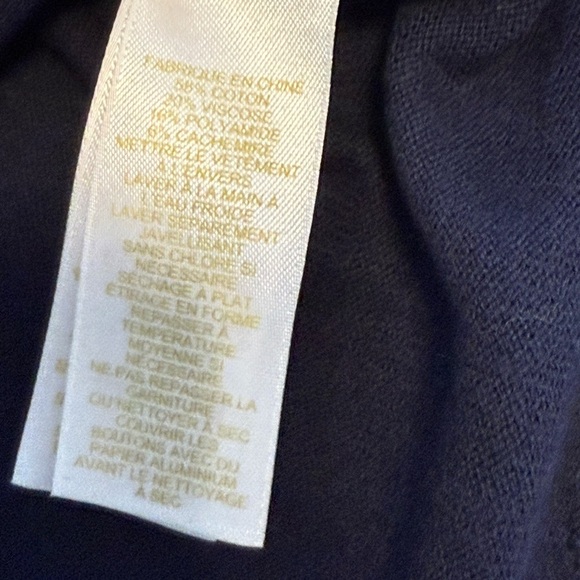 FABRIQUE EN CHINE
58% COTON
20% VISCOSE
16% POLYAMIDE
6% CACHEMIRE
METTRE LE VÊTEMENT
À L'ENVERS
LAVER À LA MAIN À
L'EAU FROIDE
LAVER SÉPARÉMENT
JAVELLISANT
SANS CHLORE SI
NÉCESSAIRE
SÉCHAGE À PLAT
ÉTIRAGE EN FORME
REPASSER À
TEMPÉRATURE
MOYENNE SI
NÉCESSAIRE
NE PAS REPASSER LA
GARNITURE
OU NETTOYER À SEC
COUVRIR LES
BOUTONS AVEC DU
PAPIER ALUMINIUM
AVANT LE NETTOYAGE
À SEC